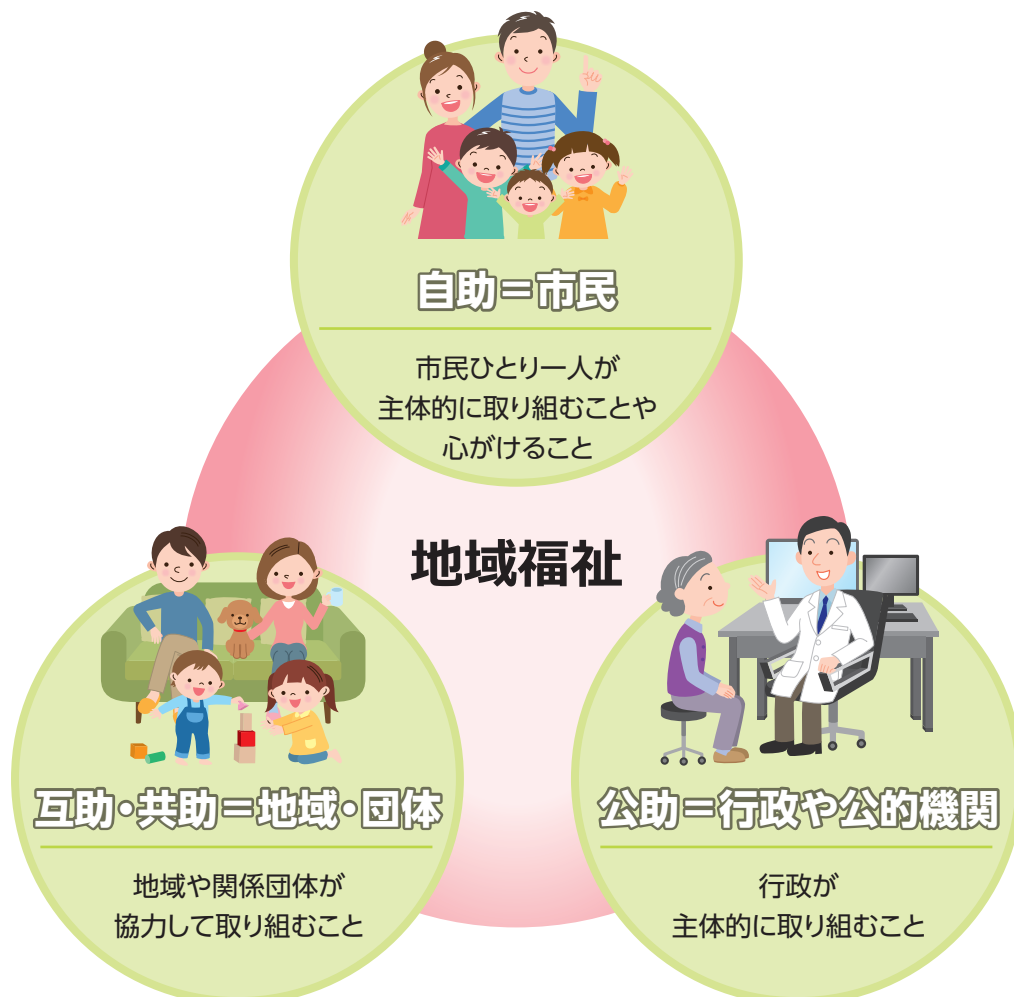 自助＝市民
市民ひとり一人が
主体的に取り組むことや
心がけること
地域福祉
互助・共助＝地域・団体
地域や関係団体が
協力して取り組むこと
公助＝行政や公的機関
行政が
主体的に取り組むこと